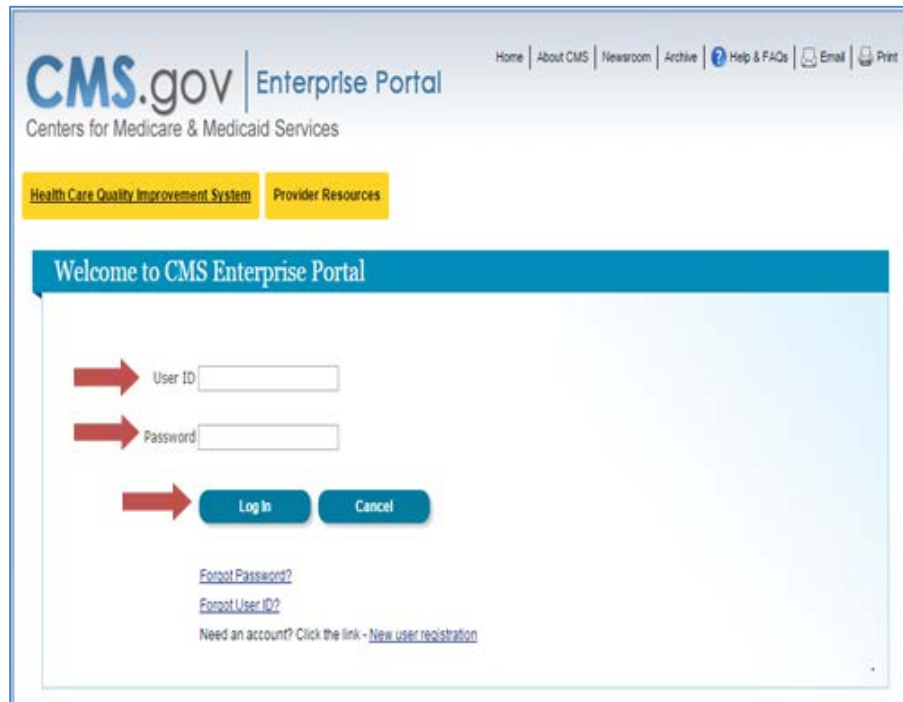 Home | About CMS | Newsroom | Archive | Help & FAQs | Email | Print
CMS.gov | Enterprise Portal
Centers for Medicare & Medicaid Services
Health Care Quality Improvement System
Provider Resources
Welcome to CMS Enterprise Portal
User ID
Password
Log In
Cancel
Forgot Password?
Forgot User ID?
Need an account? Click the link - New user registration